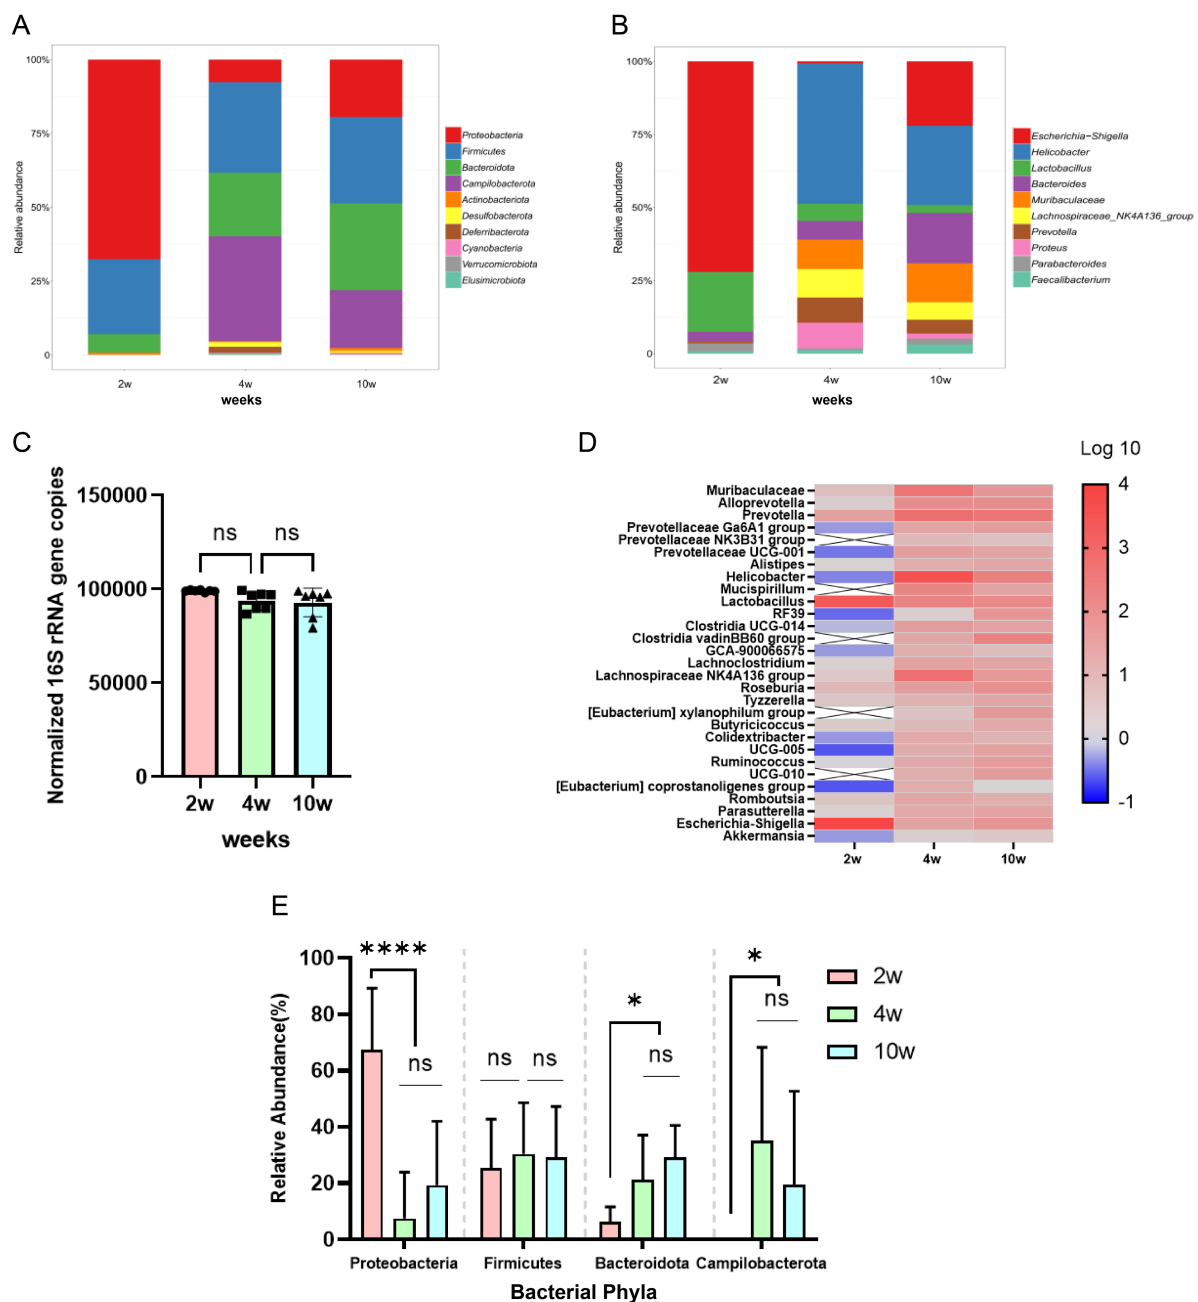 A
100%
75%
50%
25%
0
Relative abundance
2w
4w
10w
weeks
Proteobacteria
Firmicutes
Bacteroidota
Campilobacterota
Actinobacteriota
Desulfobacterota
Deferribacterota
Cyanobacteria
Verrucomicrobiota
Elusimicrobiota
B
100%
75%
50%
25%
0
Relative abundance
2w
4w
10w
weeks
Escherichia-Shigella
Helicobacter
Lactobacillus
Bacteroides
Muribaculaceae
Lachnospiraceae_NK4A136_group
Prevotella
Proteus
Parabacteroides
Faecalibacterium
C
Normalized 16S rRNA gene copies
150000
100000
50000
0
ns
ns
2w
4w
10w
weeks
D
Log 10
Muribaculaceae
Alloprevotella
Prevotella
Prevotellaceae Ga6A1 group
Prevotellaceae NK3B31 group
Prevotellaceae UCG-001
Alistipes
Helicobacter
Mucispirillum
Lactobacillus
RF39
Clostridia UCG-014
Clostridia vadinBB60 group
GCA-900066575
Lachnoclostridium
Lachnospiraceae NK4A136 group
Roseburia
Tyzzerella
[Eubacterium] xylanophilum group
Butyricicoccus
Colidextribacter
UCG-005
Ruminococcus
UCG-010
[Eubacterium] coprostanoligenes group
Romboutsia
Parasutterella
Escherichia-Shigella
Akkermansia
2w
4w
10w
4
3
2
1
0
-1
E
Relative Abundance(%)
100
80
60
40
20
0
****
ns
ns
ns
*
ns
*
ns
Proteobacteria
Firmicutes
Bacteroidota
Campilobacterota
Bacterial Phyla
2w
4w
10w